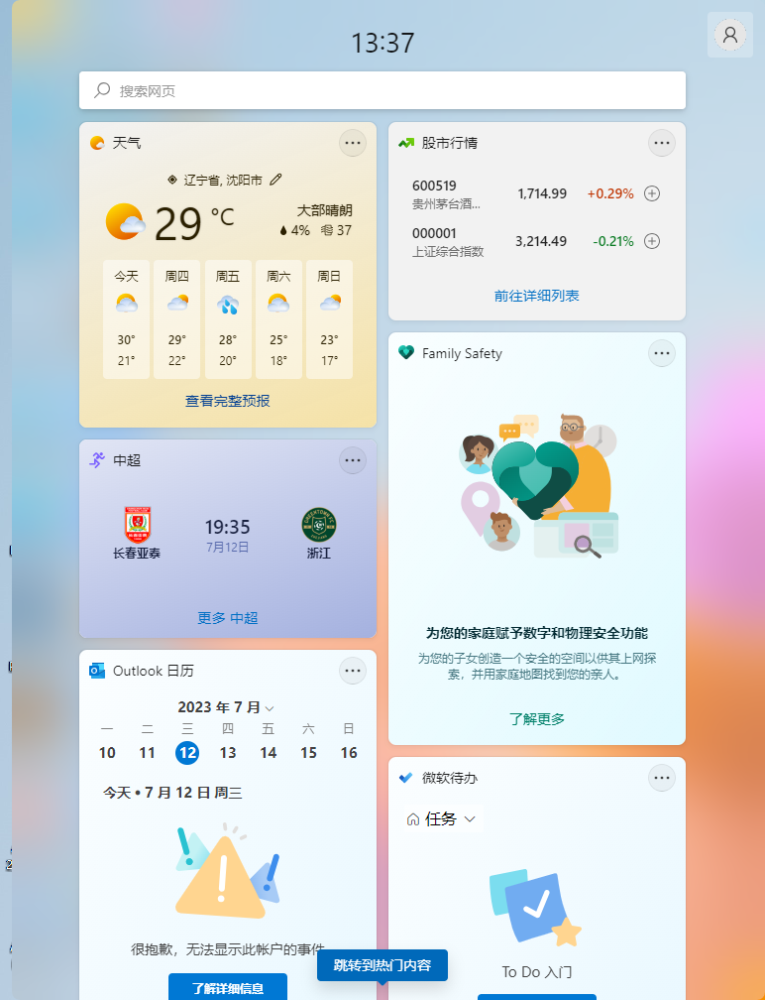 13:37
搜索网页
天气
辽宁省, 沈阳市
29 °C
大部晴朗
4% 37
今天 周四 周五 周六 周日
30° 29° 28° 25° 23°
21° 22° 20° 18° 17°
查看完整预报
股市行情
600519 1,714.99 +0.29%
贵州茅台酒...
000001 3,214.49 -0.21%
上证综合指数
前往详细列表
中超
19:35
7月12日
长春亚泰 浙江
更多 中超
Family Safety
为您的家庭赋予数字和物理安全功能
为您的子女创造一个安全的空间以供其上网探
索，并用家庭地图找到您的亲人。
了解更多
Outlook 日历
2023 年 7 月
一 二 三 四 五 六 日
10 11 12 13 14 15 16
今天 • 7 月 12 日 周三
很抱歉，无法显示此帐户的事件
了解详细信息
微软待办
任务
To Do 入门
跳转到热门内容